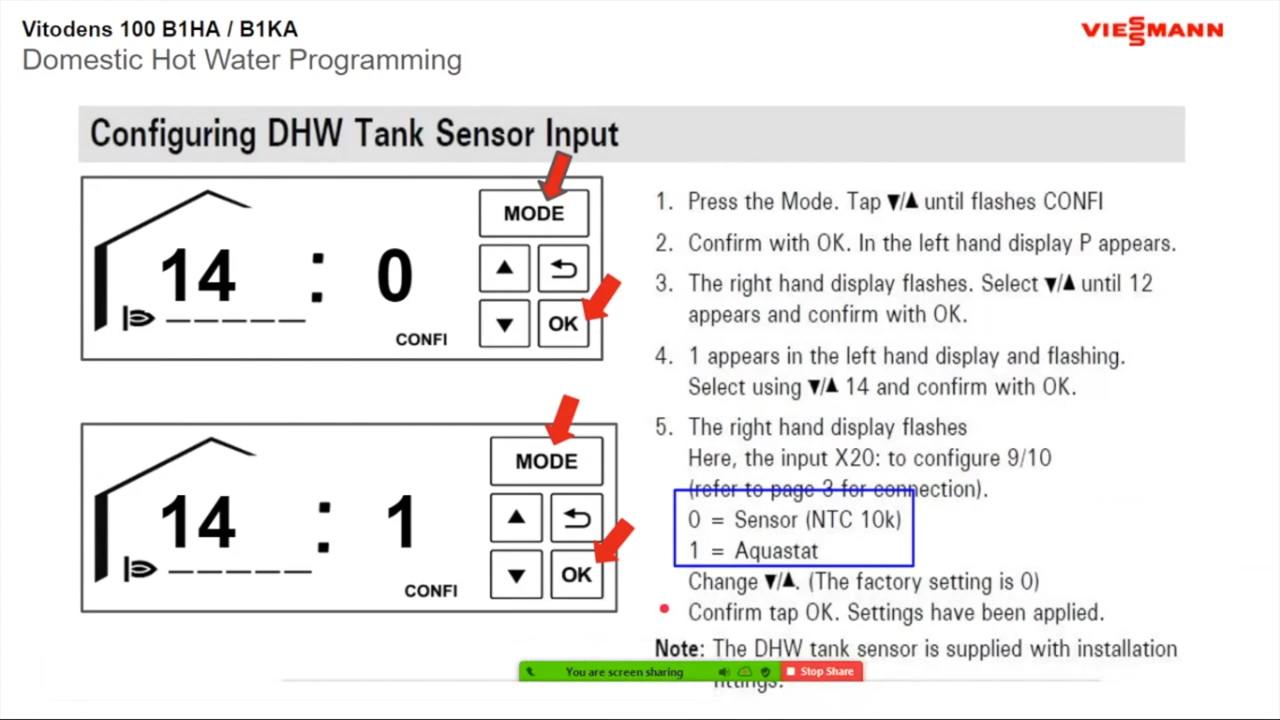 Vitodens 100 B1HA / B1KA
Domestic Hot Water Programming
VIESSMANN
Configuring DHW Tank Sensor Input
14 : 0
MODE
OK
CONFI
14 : 1
MODE
OK
CONFI
1. Press the Mode. Tap ▼/▲ until flashes CONFI
2. Confirm with OK. In the left hand display P appears.
3. The right hand display flashes. Select ▼/▲ until 12
appears and confirm with OK.
4. 1 appears in the left hand display and flashing.
Select using ▼/▲ 14 and confirm with OK.
5. The right hand display flashes
Here, the input X20: to configure 9/10
(refer to page 3 for connection).
0 = Sensor (NTC 10k)
1 = Aquastat
Change ▼/▲. (The factory setting is 0)
• Confirm tap OK. Settings have been applied.
Note: The DHW tank sensor is supplied with installation
fittings.
You are screen sharing
Stop Share